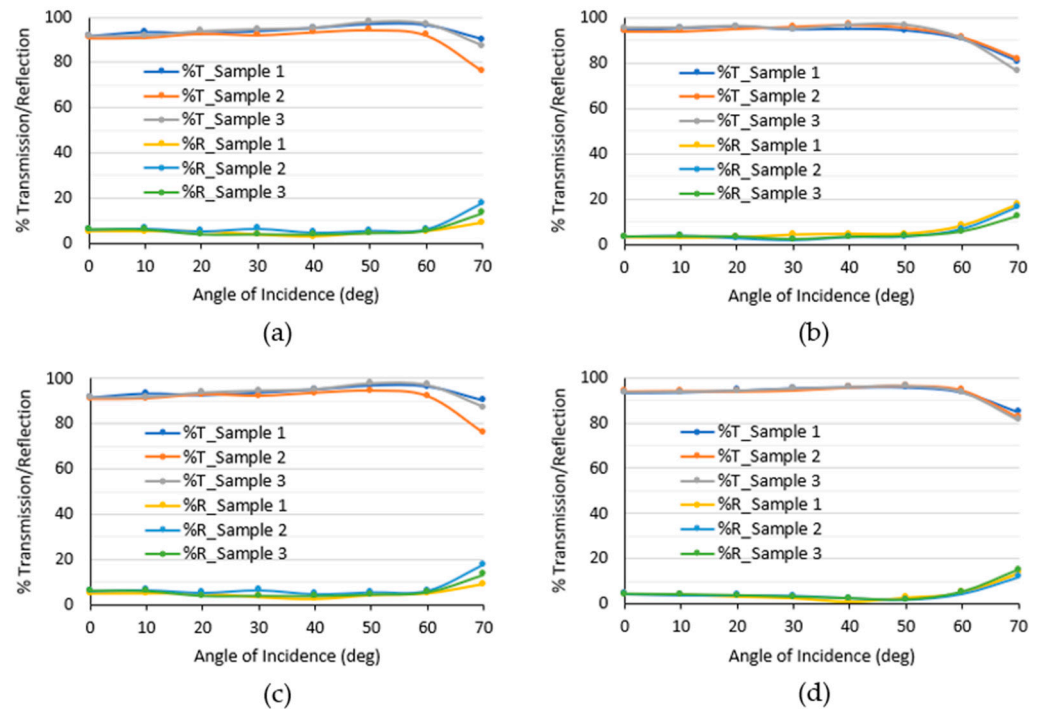 % Transmission/Reflection
100
80
60
40
20
0
%T_Sample 1
%T_Sample 2
%T_Sample 3
%R_Sample 1
%R_Sample 2
%R_Sample 3
0 10 20 30 40 50 60 70
Angle of Incidence (deg)
(a)
% Transmission/Reflection
100
80
60
40
20
0
%T_Sample 1
%T_Sample 2
%T_Sample 3
%R_Sample 1
%R_Sample 2
%R_Sample 3
0 10 20 30 40 50 60 70
Angle of Incidence (deg)
(b)
% Transmission/Reflection
100
80
60
40
20
0
%T_Sample 1
%T_Sample 2
%T_Sample 3
%R_Sample 1
%R_Sample 2
%R_Sample 3
0 10 20 30 40 50 60 70
Angle of Incidence (deg)
(c)
% Transmission/Reflection
100
80
60
40
20
0
%T_Sample 1
%T_Sample 2
%T_Sample 3
%R_Sample 1
%R_Sample 2
%R_Sample 3
0 10 20 30 40 50 60 70
Angle of Incidence (deg)
(d)